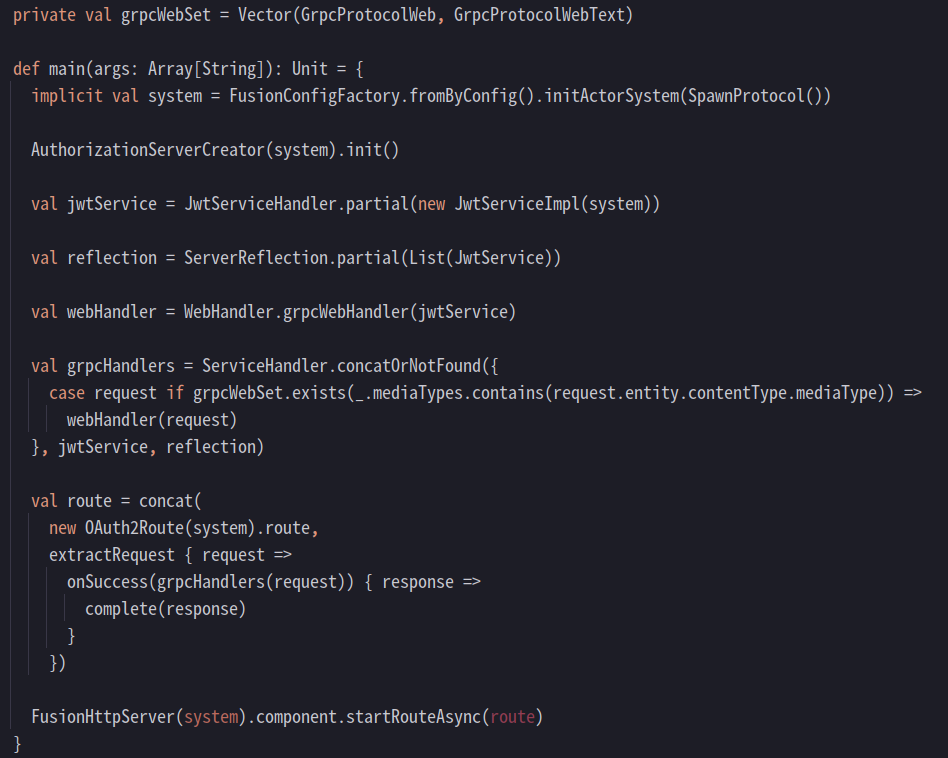 private val grpcWebSet = Vector(GrpcProtocolWeb, GrpcProtocolWebText)
def main(args: Array[String]): Unit = {
implicit val system = FusionConfigFactory.fromByConfig().initActorSystem(SpawnProtocol())
AuthorizationServerCreator(system).init()
val jwtService = JwtServiceHandler.partial(new JwtServiceImpl(system))
val reflection = ServerReflection.partial(List(JwtService))
val webHandler = WebHandler.grpcWebHandler(jwtService)
val grpcHandlers = ServiceHandler.concatOrNotFound({
case request if grpcWebSet.exists(_.mediaTypes.contains(request.entity.contentType.mediaType)) =>
webHandler(request)
}, jwtService, reflection)
val route = concat(
new OAuth2Route(system).route,
extractRequest { request =>
onSuccess(grpcHandlers(request)) { response =>
complete(response)
}
})
FusionHttpServer(system).component.startRouteAsync(route)
}